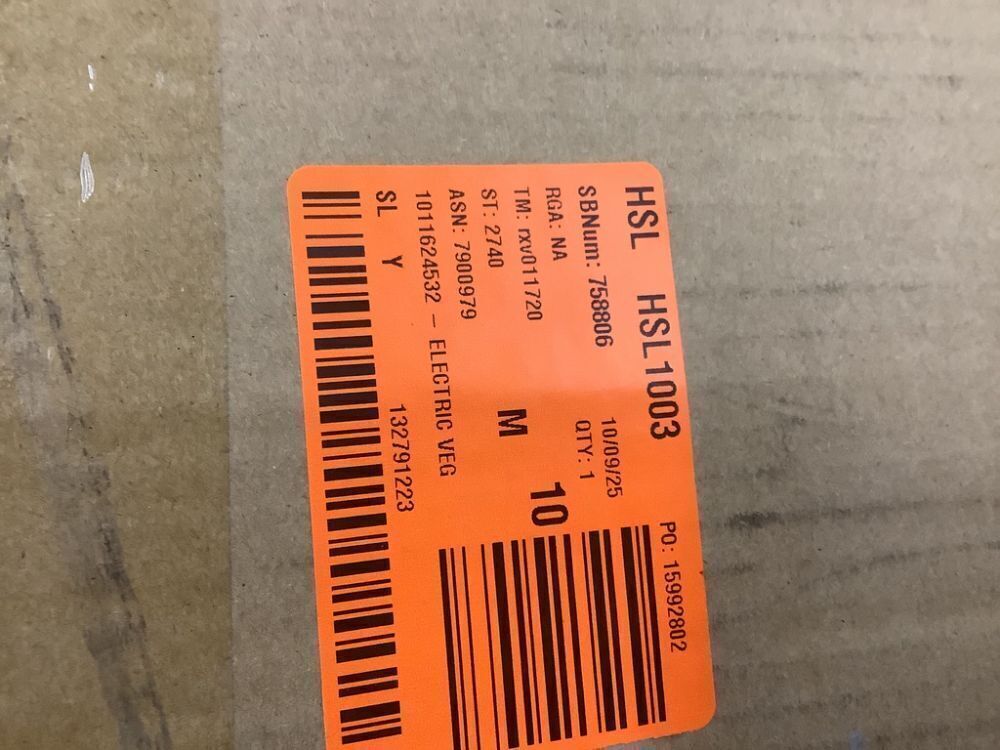 HSL HSL1003 PO: 15992802
SBNum: 758806 10/09/25
RGA: NA QTY: 1
TM: rxv011720 10
ST: 2740 M
ASN: 7900979
1011624532 - ELECTRIC VEG
SL Y 132791223